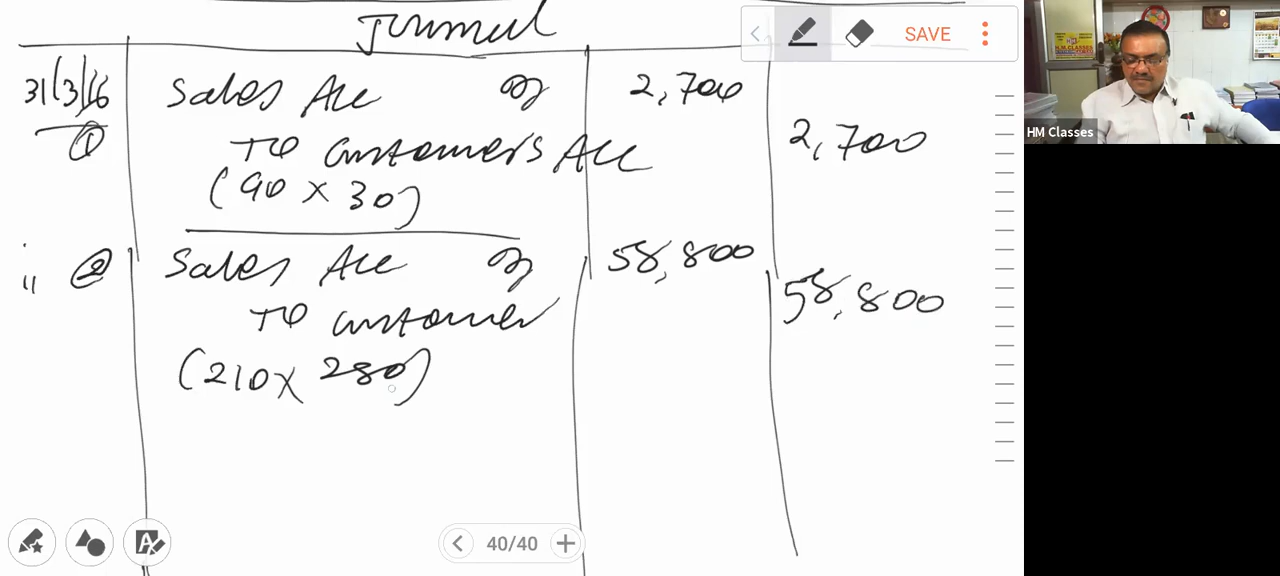 Journal
SAVE
31/3/16 Sales A/c Dr 2,700
① To customers A/c 2,700
(90 x 30)
HM Classes
11 ② Sales A/c Dr 58,800
To customer 58,800
(210 x 280)
40/40